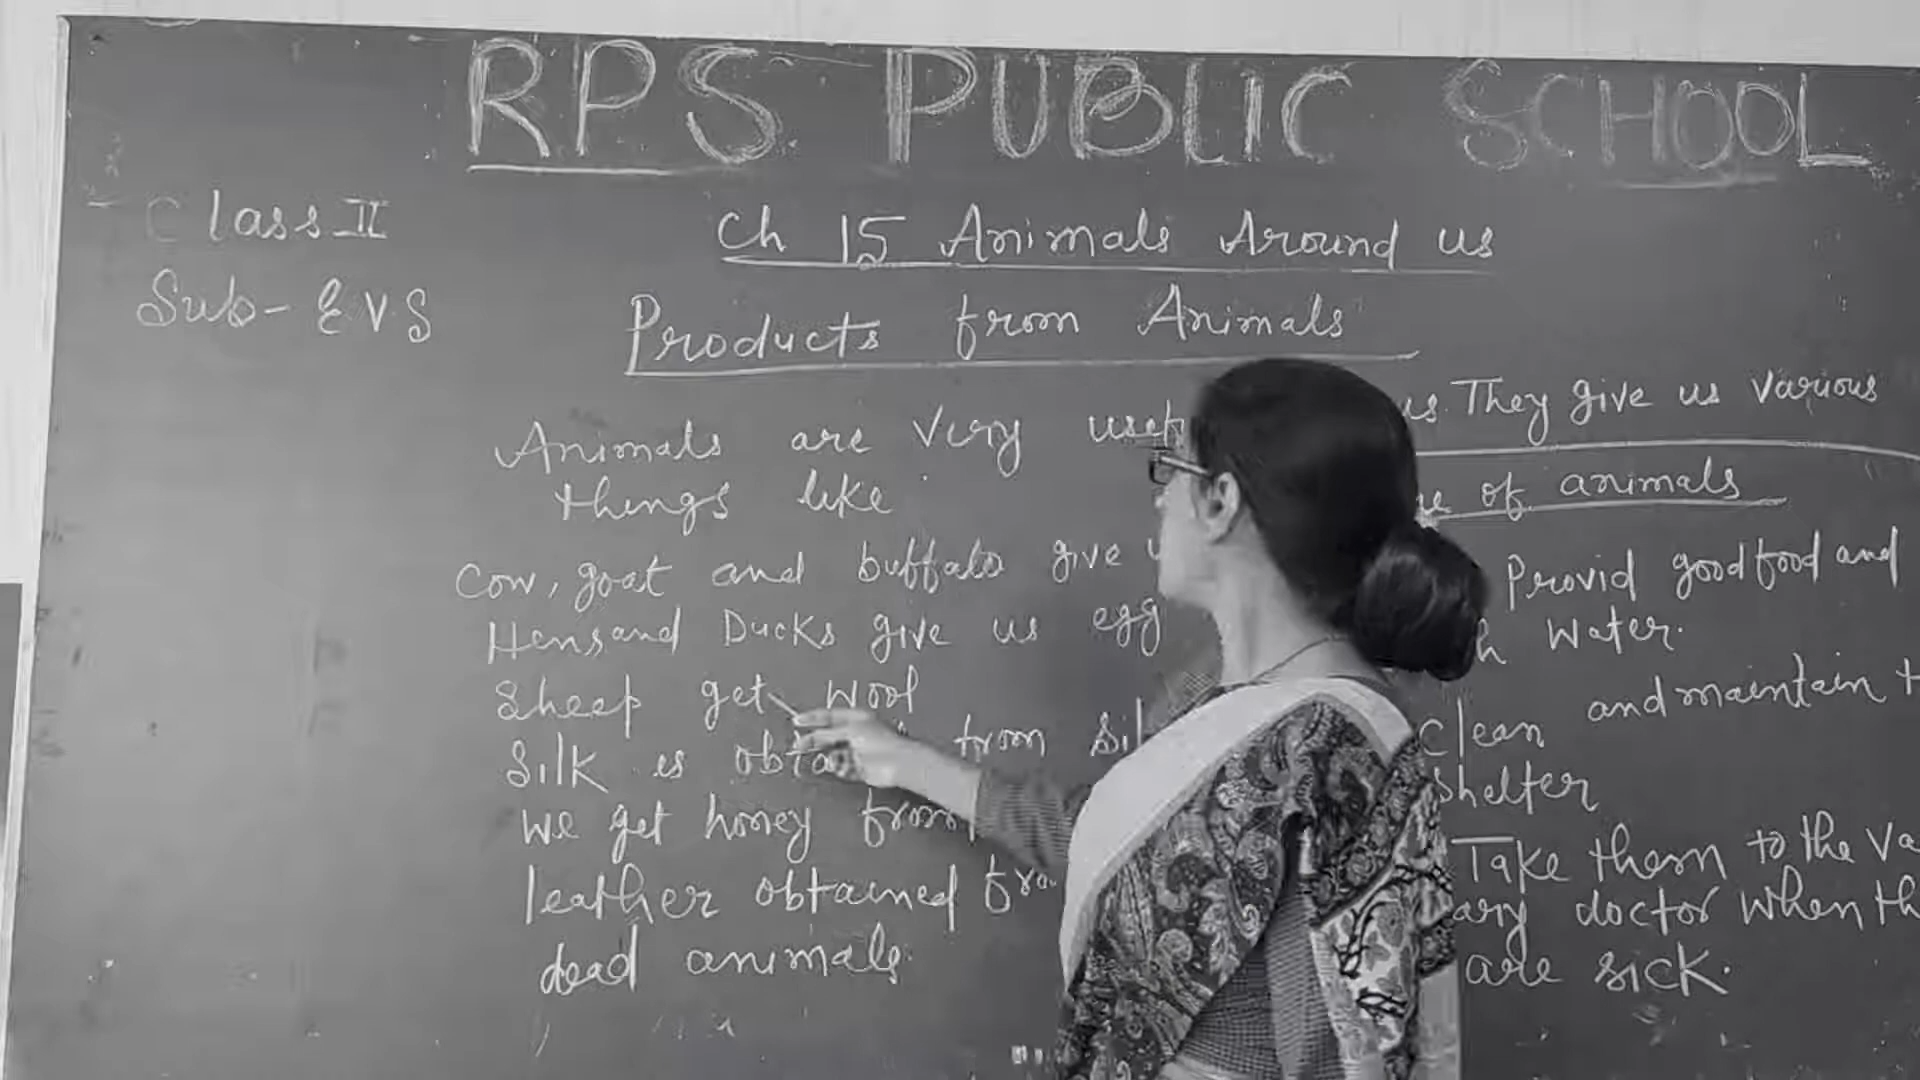 RPS PUBLIC SCHOOL
Class II
Sub- EVS
Ch 15 Animals Around us
Products from Animals
Animals are very us. They give us various
things like
Cow, goat and buffalo give
Hens and Ducks give us egg
Sheep get wool
Silk is from
We get honey from
leather obtained
dead animals.
of animals
Provid good food and
Water.
and maintain
clean
shelter
Take them to the
doctor when
are sick.